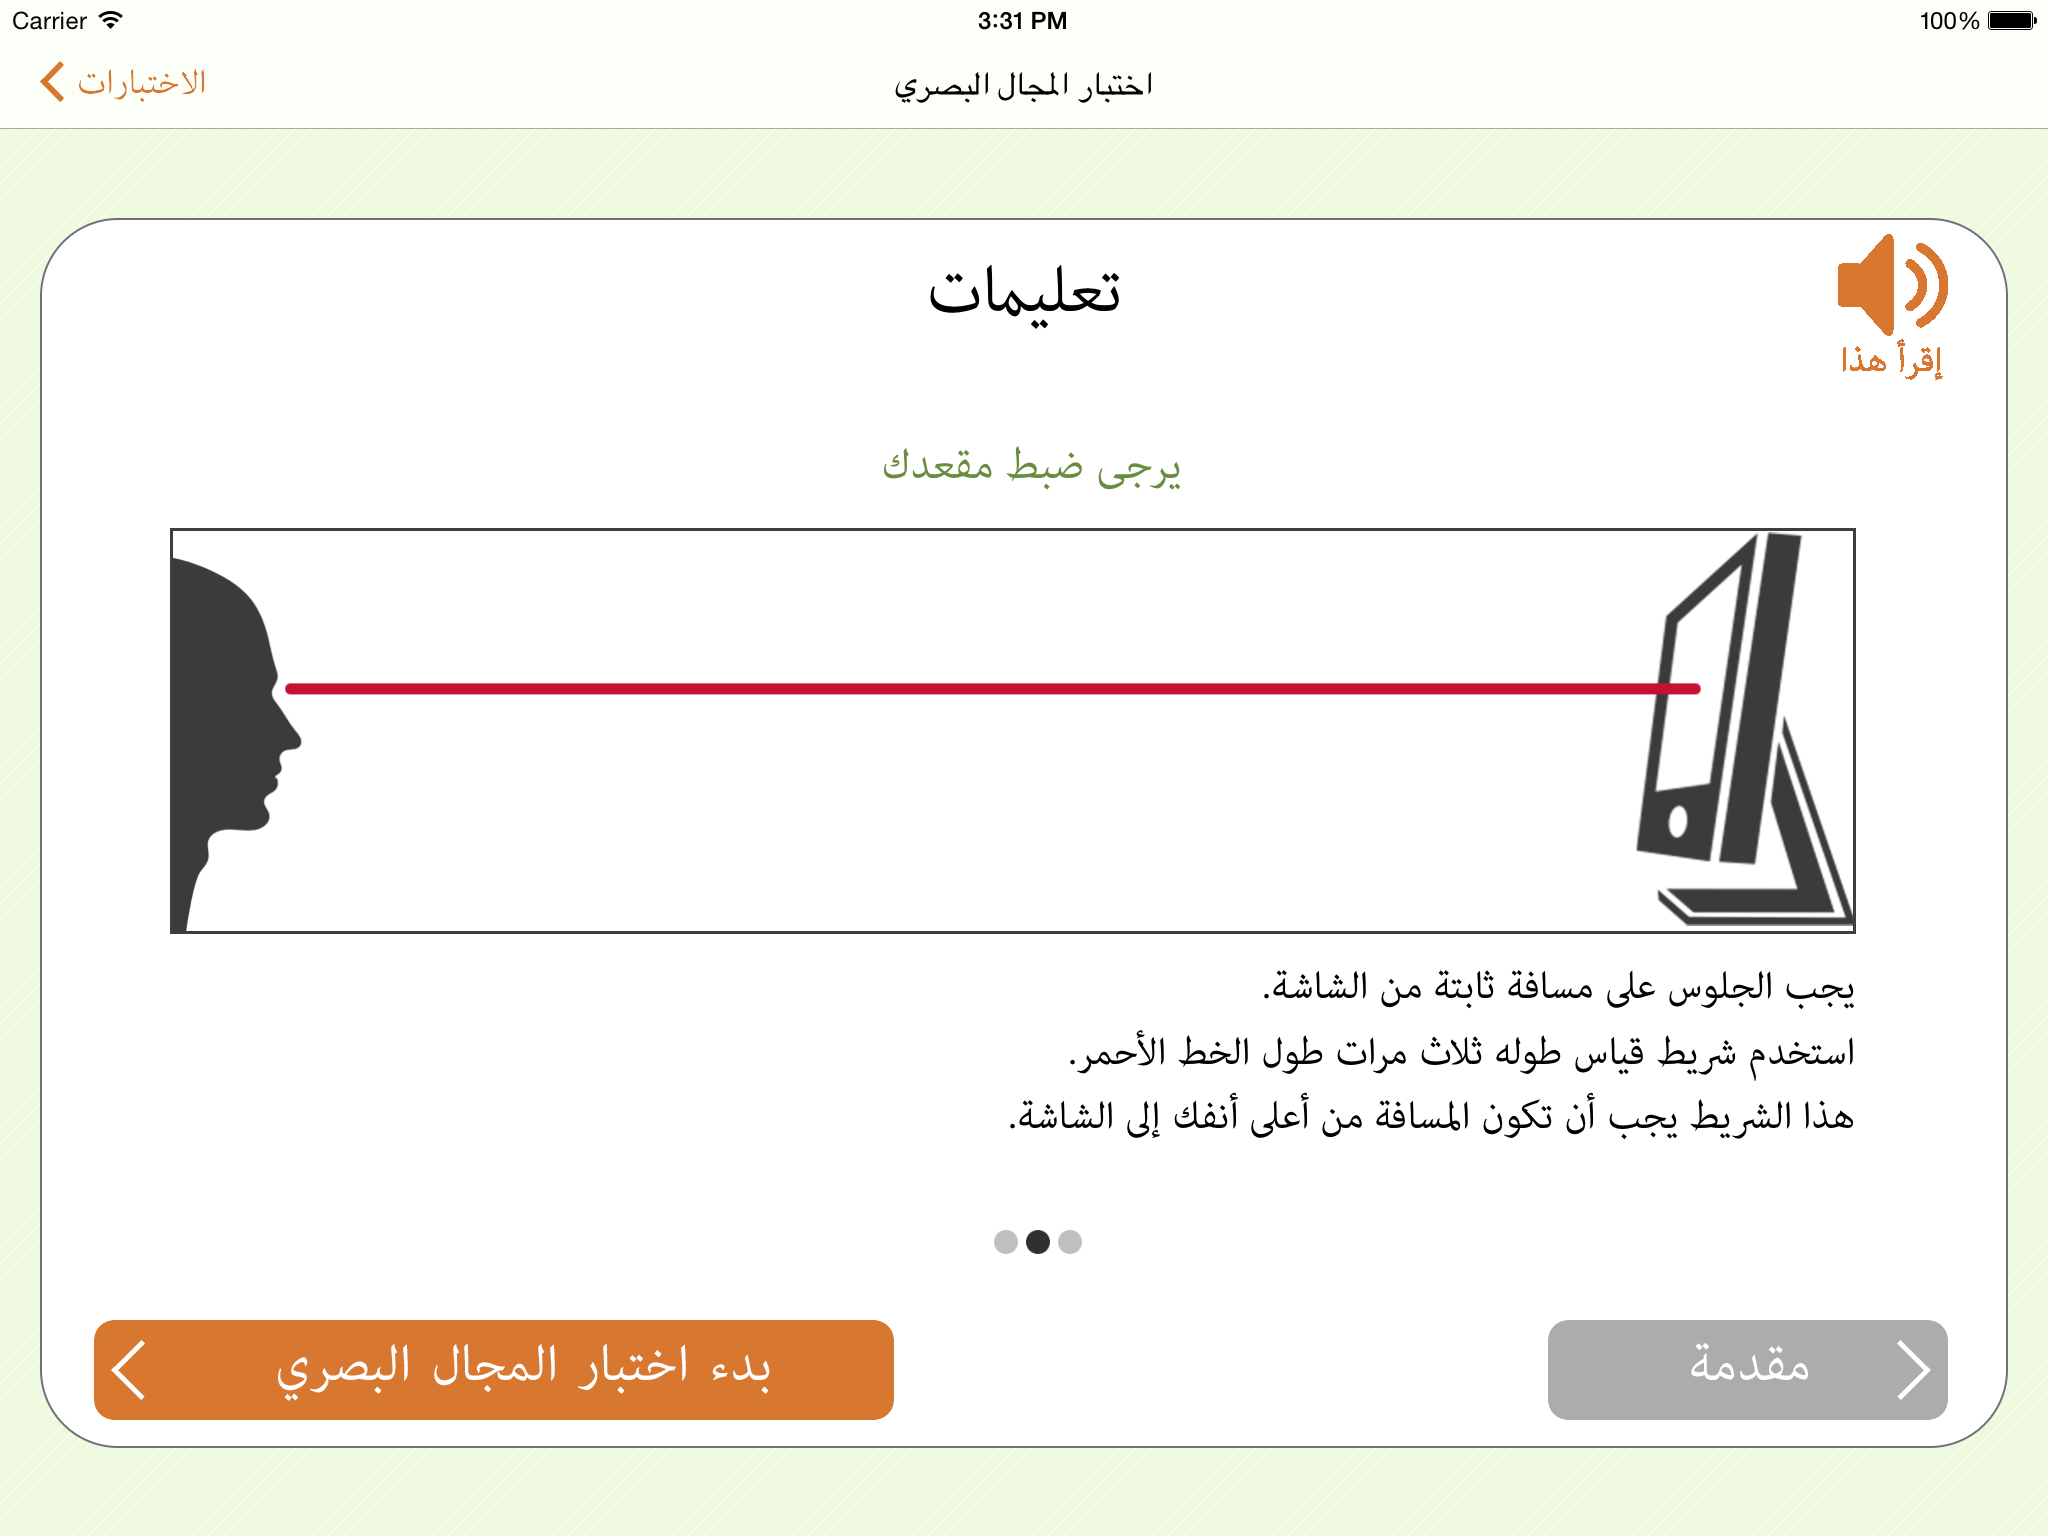 Carrier 3:31 PM 100%
الاختبارات
اختبار المجال البصري
تعليمات
إقرأ هذا
يرجى ضبط مقعدك
يجب الجلوس على مسافة ثابتة من الشاشة.
استخدم شريط قياس طوله ثلاث مرات طول الخط الأحمر.
هذا الشريط يجب أن تكون المسافة من أعلى أنفك إلى الشاشة.
مقدمة
بدء اختبار المجال البصري